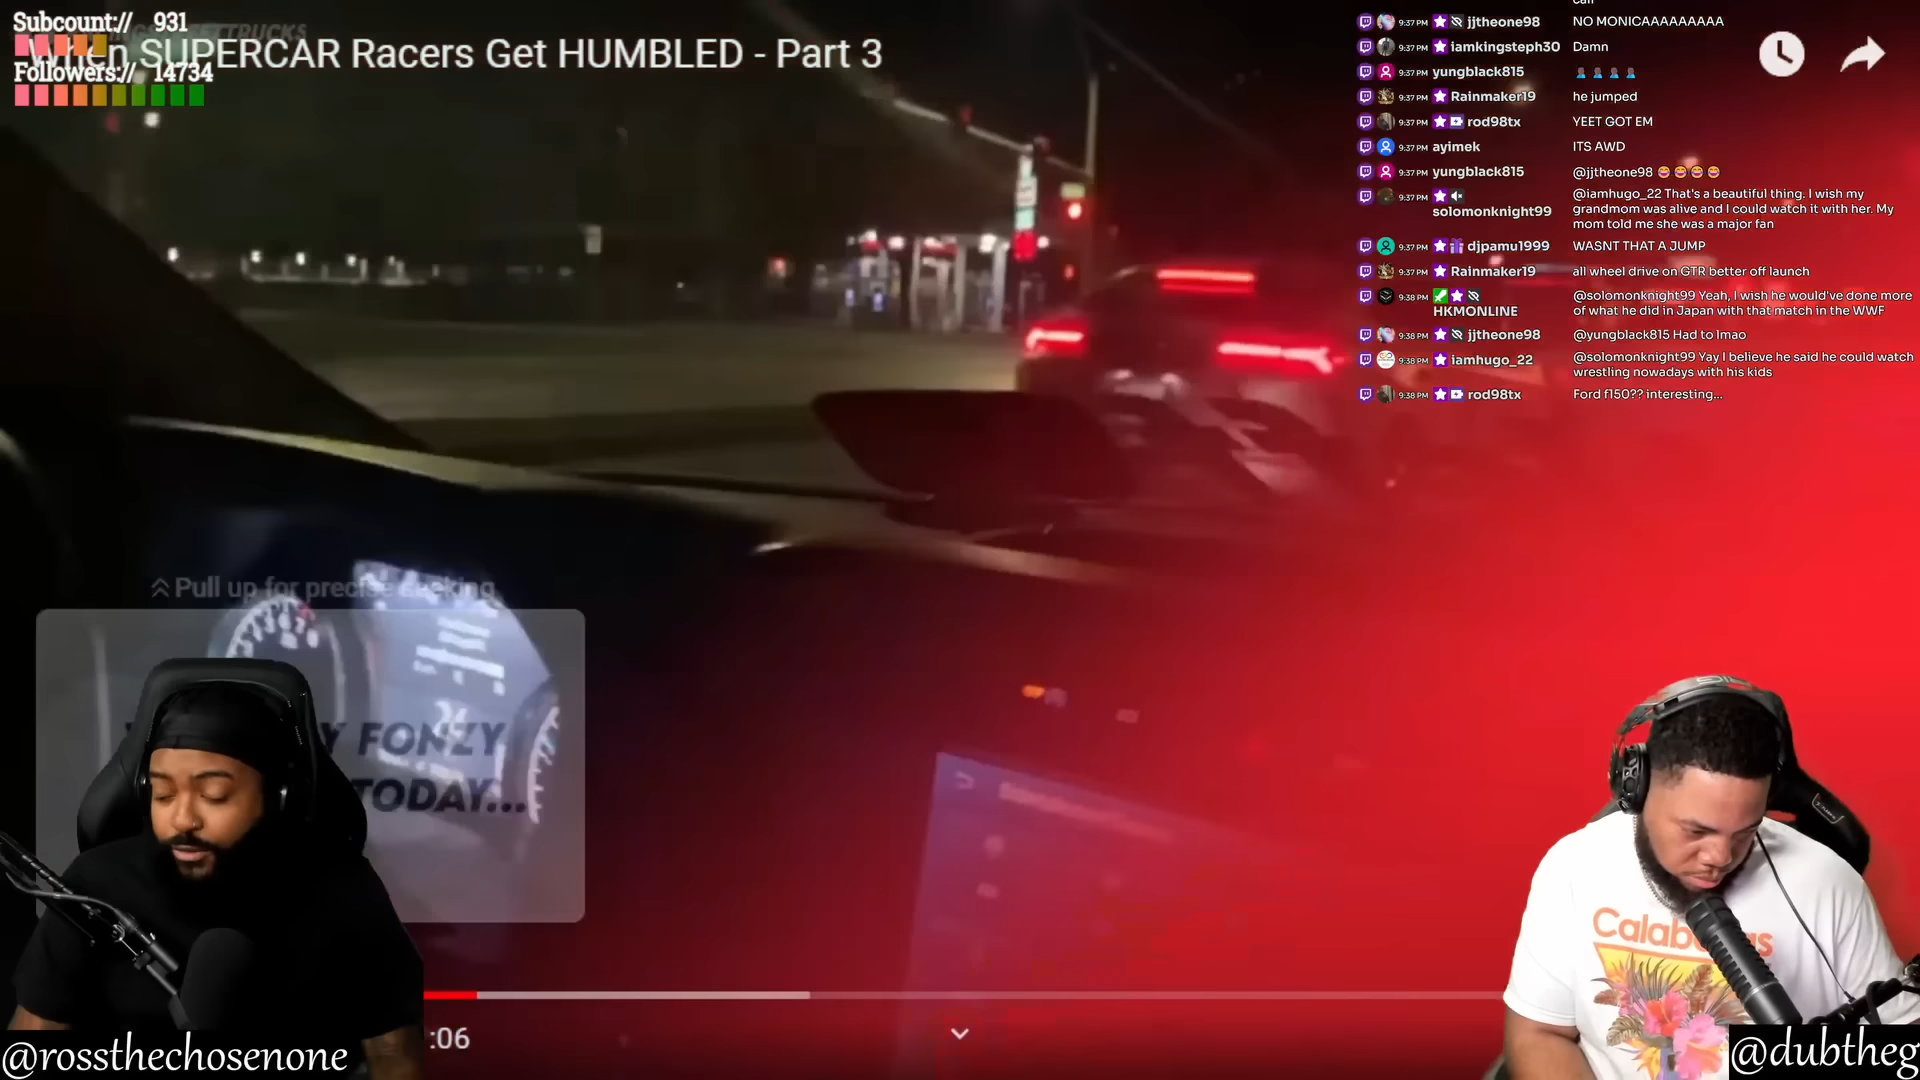 Subcount:// 931
When SUPERCAR Racers Get HUMBLED - Part 3
Followers:// 14734
9:37 PM jjtheone98 NO MONICAAAAAAAAA
9:37 PM iamkingsteph30 Damn
9:37 PM yungblack815
9:37 PM Rainmaker19 he jumped
9:37 PM rod98tx YEET GOT EM
9:37 PM ayimek ITS AWD
9:37 PM yungblack815 @jjtheone98
9:37 PM solomonknight99 @iamhugo_22 That's a beautiful thing. I wish my
grandmom was alive and I could watch it with her. My
mom told me she was a major fan
9:37 PM djpamu1999 WASNT THAT A JUMP
9:37 PM Rainmaker19 all wheel drive on GTR better off launch
9:38 PM HKMONLINE @solomonknight99 Yeah, I wish he would've done more
of what he did in Japan with that match in the WWF
9:38 PM jjtheone98 @yungblack815 Had to lmao
9:38 PM iamhugo_22 @solomonknight99 Yay I believe he said he could watch
wrestling nowadays with his kids
9:38 PM rod98tx Ford f150?? interesting...
Pull up for precise seeking
FONZY
TODAY...
:06
@rossthechosenone
@dubtheg